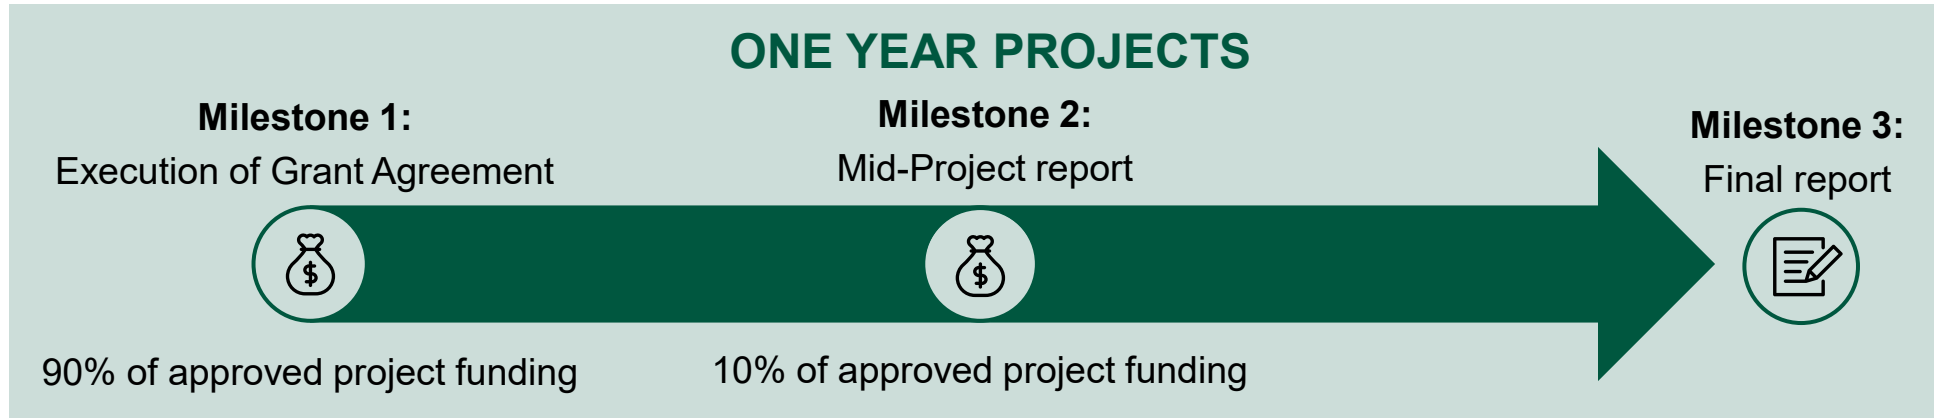 ONE YEAR PROJECTS
Milestone 1:
Execution of Grant Agreement
$
90% of approved project funding
Milestone 2:
Mid-Project report
$
10% of approved project funding
Milestone 3:
Final report